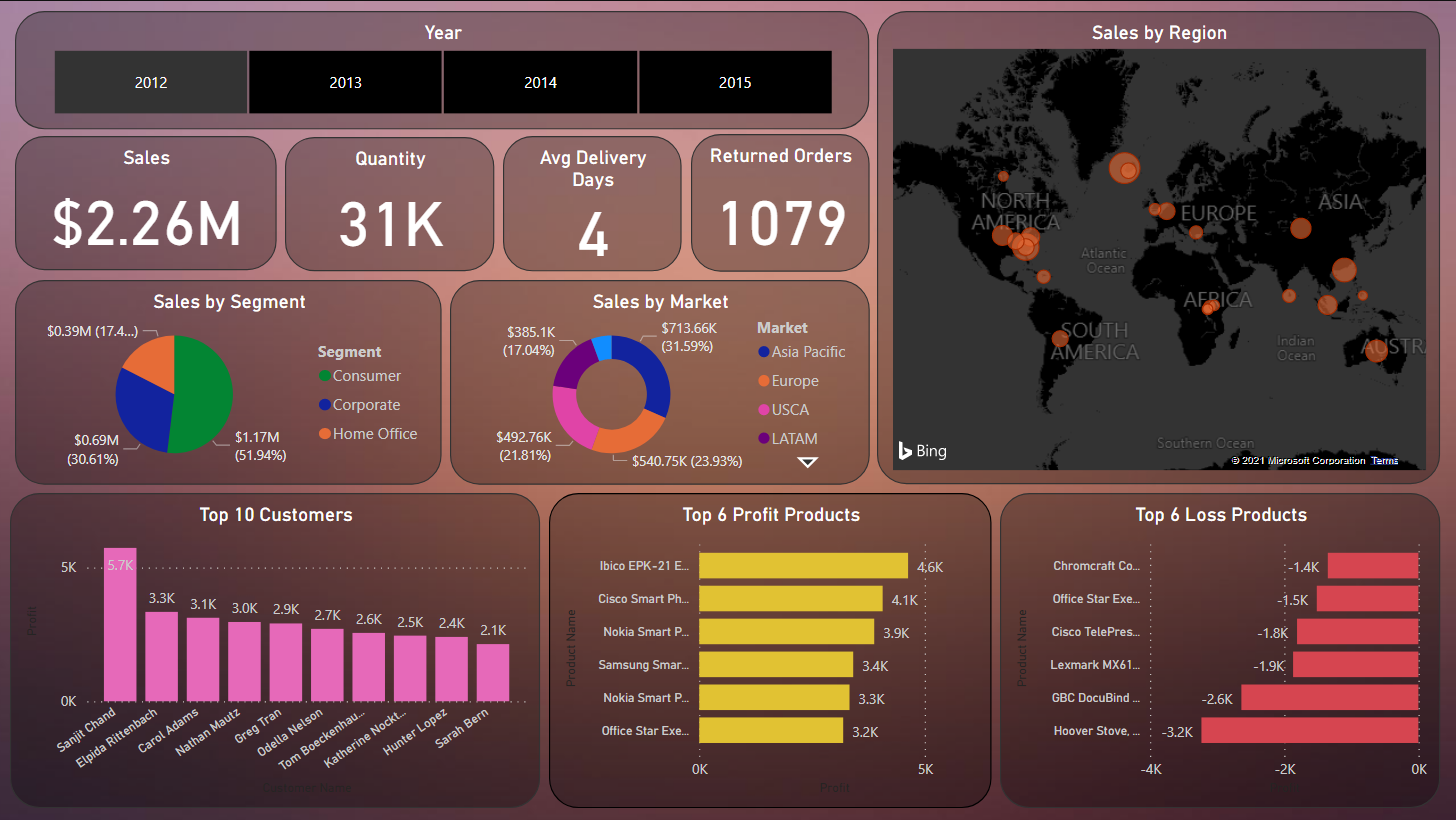 Year
2012
2013
2014
2015
Sales
$2.26M
Quantity
31K
Avg Delivery
Days
4
Returned Orders
1079
Sales by Region
NORTH
AMERICA
EUROPE
ASIA
Atlantic
Ocean
AFRICA
SOUTH
AMERICA
Indian
Ocean
AUSTRA
Southern Ocean
Bing
© 2021 Microsoft Corporation Terms
Sales by Segment
$0.39M (17.4...)
$0.69M
(30.61%)
$1.17M
(51.94%)
Segment
Consumer
Corporate
Home Office
Sales by Market
$385.1K
(17.04%)
$713.66K
(31.59%)
$492.76K
(21.81%)
$540.75K (23.93%)
Market
Asia Pacific
Europe
USCA
LATAM
Top 10 Customers
Profit
5K
0K
5.7K
3.3K
3.1K
3.0K
2.9K
2.7K
2.6K
2.5K
2.4K
2.1K
Sanjit Chand
Elpida Rittenbach
Carol Adams
Nathan Mautz
Greg Tran
Odella Nelson
Tom Boeckenhau...
Katherine Nockt...
Hunter Lopez
Sarah Bern
Customer Name
Top 6 Profit Products
Product Name
Ibico EPK-21 E... 4.6K
Cisco Smart Ph... 4.1K
Nokia Smart P... 3.9K
Samsung Smar... 3.4K
Nokia Smart P... 3.3K
Office Star Exe... 3.2K
0K 5K
Profit
Top 6 Loss Products
Product Name
Chromcraft Co... -1.4K
Office Star Exe... -1.5K
Cisco TelePres... -1.8K
Lexmark MX61... -1.9K
GBC DocuBind ... -2.6K
Hoover Stove, ... -3.2K
-4K -2K 0K